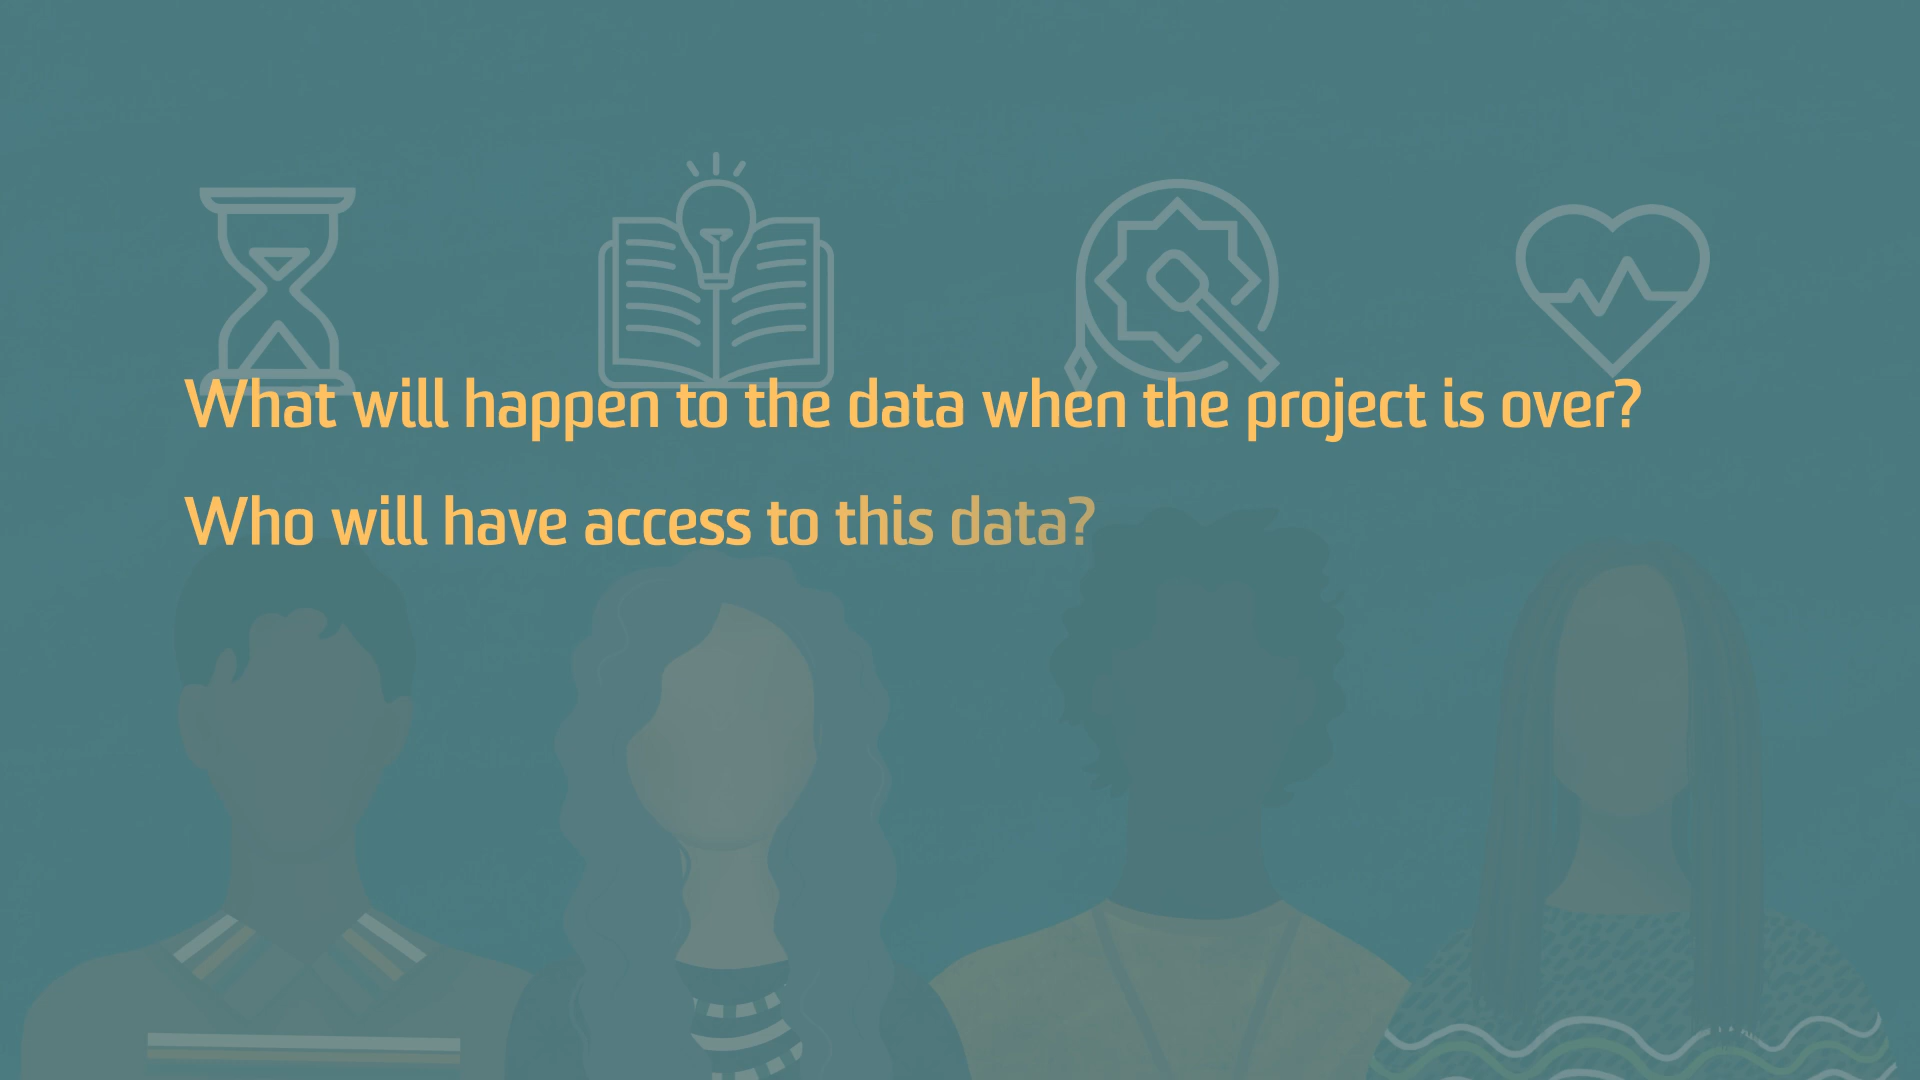 What will happen to the data when the project is over?
Who will have access to this data?